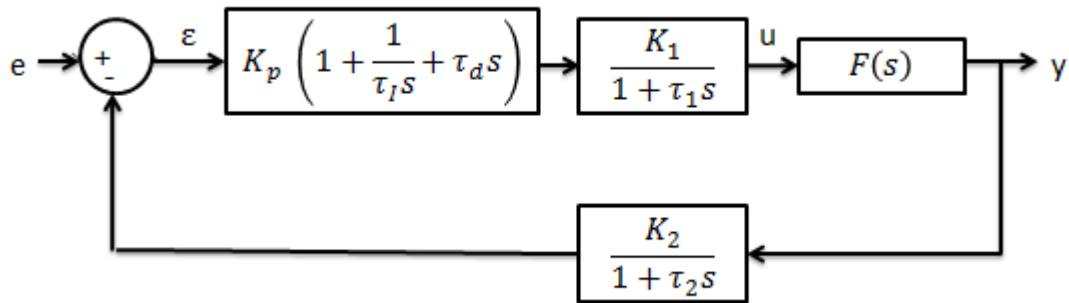 e
+
-
ε
K_p (1 + 1/(τ_I s) + τ_d s)
K_1/(1 + τ_1 s)
u
F(s)
y
K_2/(1 + τ_2 s)